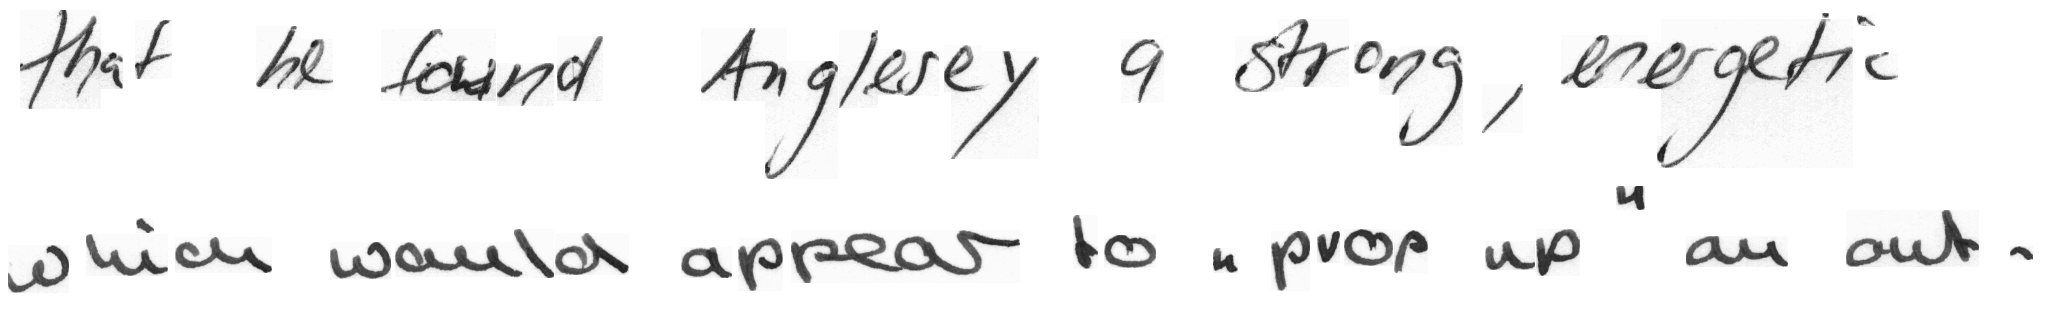 that he found Anglesey a strong, energetic
which would appear to "prop up" an out-